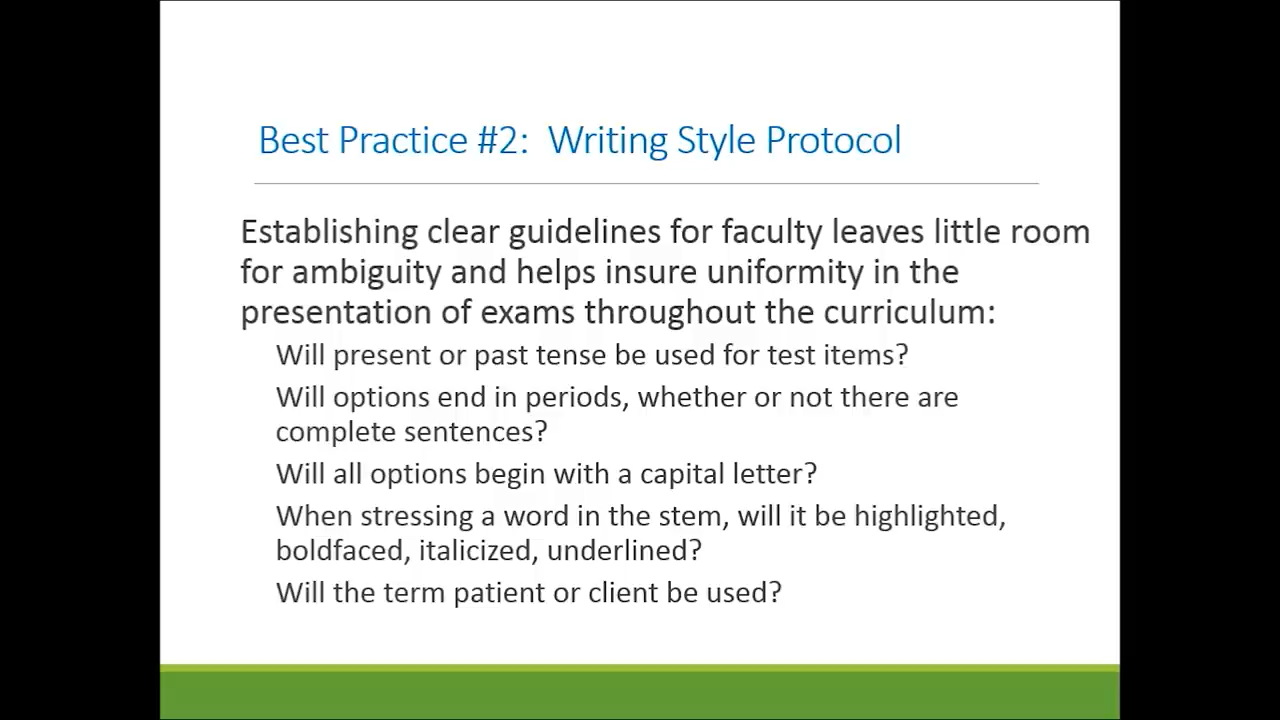 Best Practice #2: Writing Style Protocol
Establishing clear guidelines for faculty leaves little room
for ambiguity and helps insure uniformity in the
presentation of exams throughout the curriculum:
Will present or past tense be used for test items?
Will options end in periods, whether or not there are
complete sentences?
Will all options begin with a capital letter?
When stressing a word in the stem, will it be highlighted,
boldfaced, italicized, underlined?
Will the term patient or client be used?